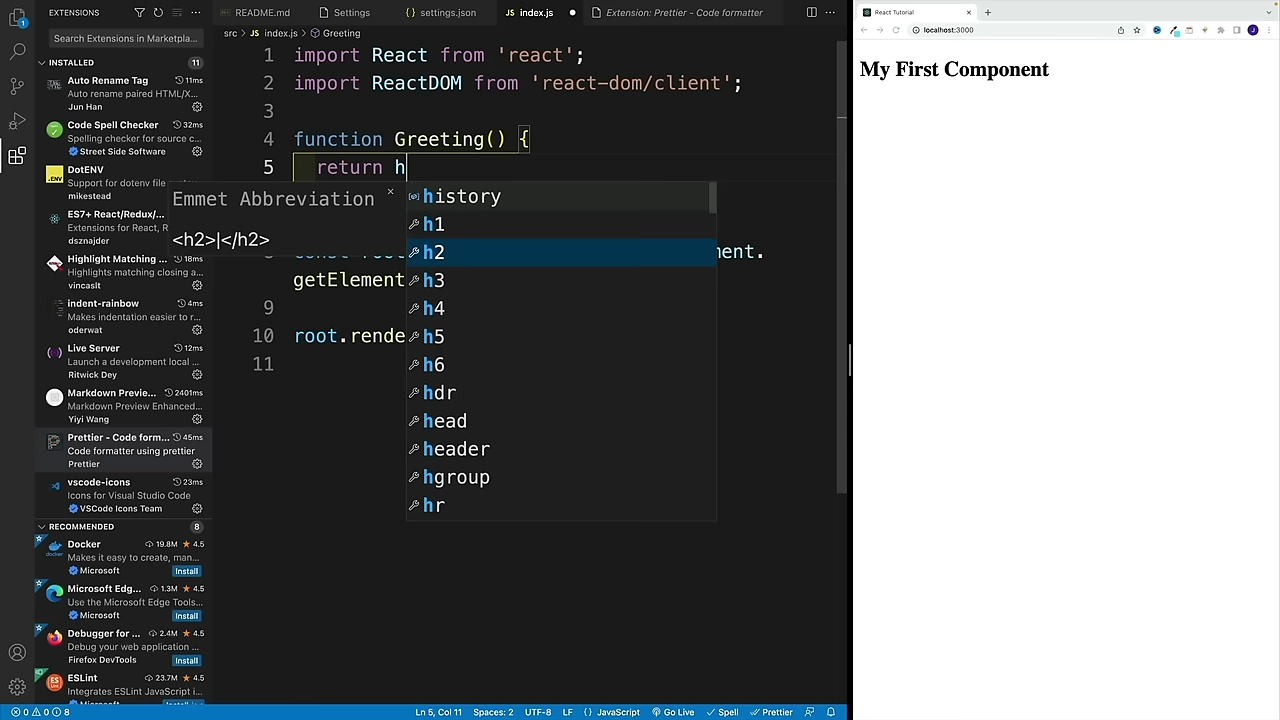 EXTENSIONS
README.md
Settings
settings.json
index.js
Extension: Prettier - Code formatter
Search Extensions in Marketpla...
src > index.js > Greeting
INSTALLED 11
Auto Rename Tag 11ms
Auto rename paired HTML/X...
Jun Han
Code Spell Checker 32ms
Spelling checker for source c...
Street Side Software
DotENV
Support for dotenv file syntax
mikestead
ES7+ React/Redux/...
Extensions for React, R
dsznajder
Highlight Matching ... 18ms
Highlights matching closing a...
vincaslt
indent-rainbow 4ms
Makes indentation easier to r...
oderwat
Live Server 12ms
Launch a development local ...
Ritwick Dey
Markdown Previe... 2401ms
Markdown Preview Enhanced...
Yiyi Wang
Prettier - Code form... 45ms
Code formatter using prettier
Prettier
vscode-icons 23ms
Icons for Visual Studio Code
VSCode Icons Team
RECOMMENDED 8
Docker 19.8M 4.5
Makes it easy to create, man...
Microsoft Install
Microsoft Edg... 1.3M 4.5
Use the Microsoft Edge Tools...
Microsoft Install
Debugger for ... 2.4M 4.5
Debug your web application ...
Firefox DevTools Install
ESLint 23.7M 4.5
Integrates ESLint JavaScript i...
1 import React from 'react';
2 import ReactDOM from 'react-dom/client';
3
4 function Greeting() {
5 return h
getElement
9
10 root.rende
11
Emmet Abbreviation
<h2>|</h2>
history
h1
h2
h3
h4
h5
h6
hdr
head
header
hgroup
hr
0 0 8
Ln 5, Col 11 Spaces: 2 UTF-8 LF {} JavaScript Go Live Spell Prettier
React Tutorial
localhost:3000
My First Component